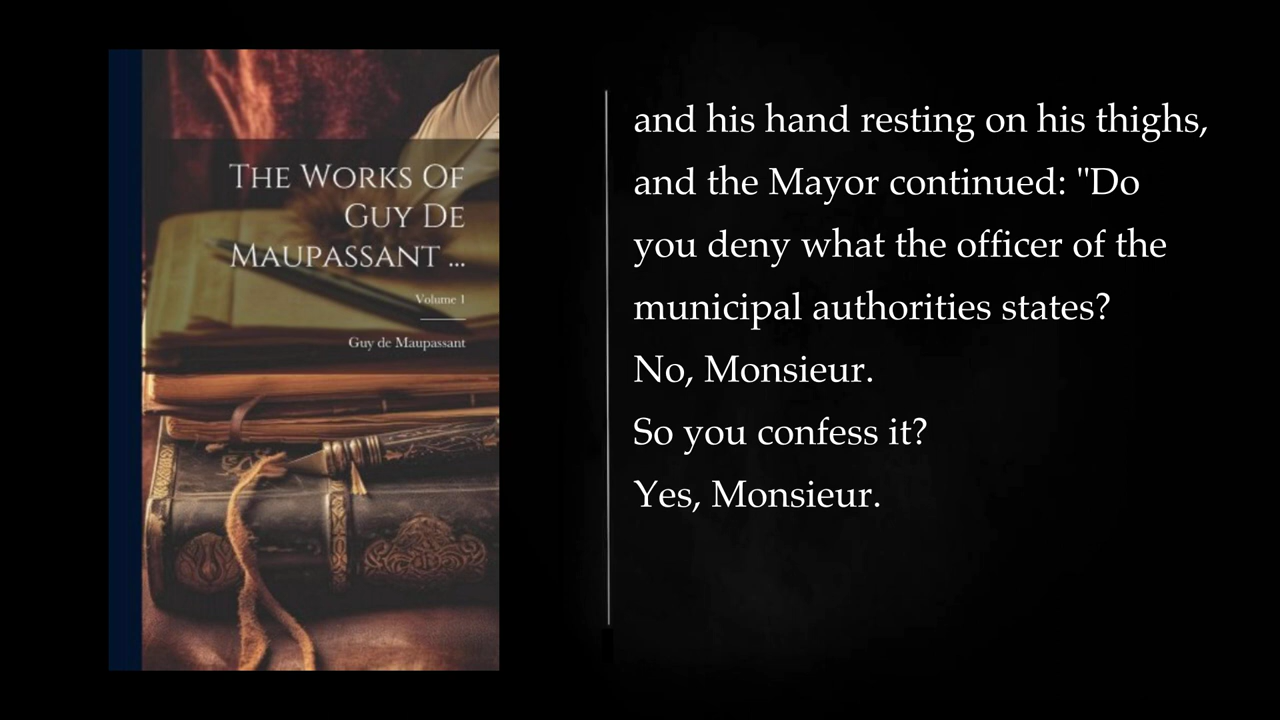 THE WORKS OF
GUY DE
MAUPASSANT ...
Volume 1
Guy de Maupassant
and his hand resting on his thighs,
and the Mayor continued: "Do
you deny what the officer of the
municipal authorities states?
No, Monsieur.
So you confess it?
Yes, Monsieur.